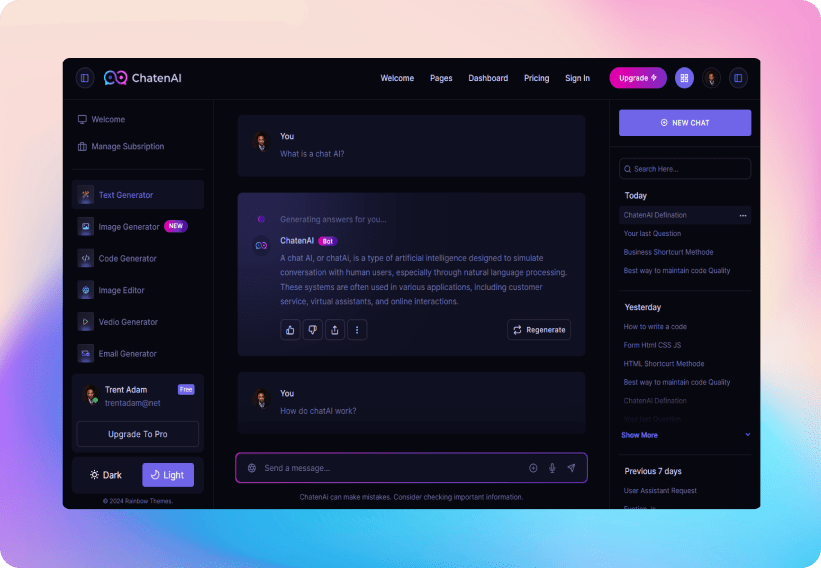 ChatenAI
Welcome
Pages
Dashboard
Pricing
Sign In
Upgrade
Welcome
Manage Subsription
Text Generator
Image Generator NEW
Code Generator
Image Editor
Vedio Generator
Email Generator
Trent Adam Free
trentadam@net
Upgrade To Pro
Dark
Light
© 2024 Rainbow Themes.
You
What is a chat AI?
Generating answers for you...
ChatenAI Bot
A chat AI, or chatAI, is a type of artificial intelligence designed to simulate
conversation with human users, especially through natural language processing.
These systems are often used in various applications, including customer
service, virtual assistants, and online interactions.
Regenerate
You
How do chatAI work?
Send a message...
ChatenAi can make mistakes. Consider checking important information.
NEW CHAT
Search Here...
Today
ChatenAI Defination
Your last Question
Business Shortcurt Methode
Best way to maintain code Quality
Yesterday
How to write a code
Form Html CSS JS
HTML Shortcurt Methode
Best way to maintain code Quality
ChatenAI Defination
Show More
Previous 7 days
User Assistant Request